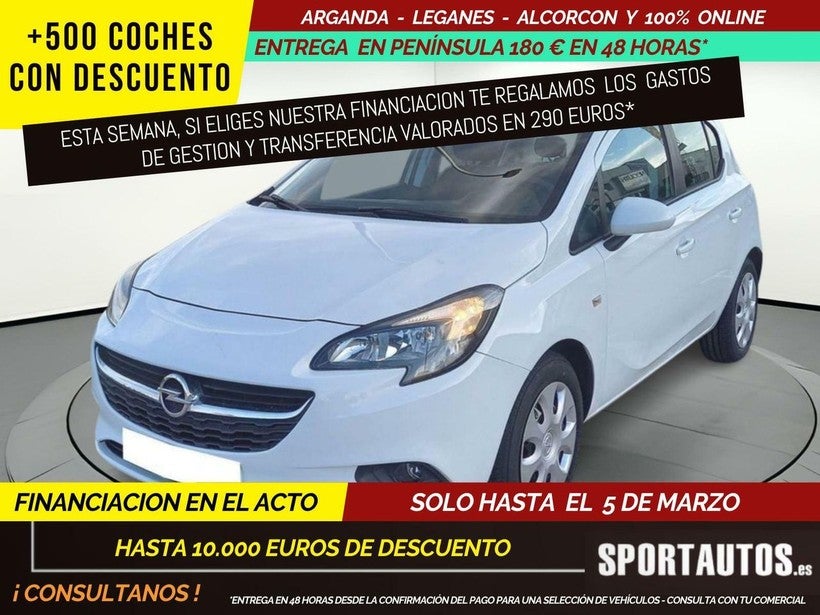 +500 COCHES
CON DESCUENTO
ARGANDA - LEGANES - ALCORCON Y 100% ONLINE
ENTREGA EN PENÍNSULA 180 € EN 48 HORAS*
ESTA SEMANA, SI ELIGES NUESTRA FINANCIACION TE REGALAMOS LOS GASTOS
DE GESTION Y TRANSFERENCIA VALORADOS EN 290 EUROS*
FINANCIACION EN EL ACTO
SOLO HASTA EL 5 DE MARZO
HASTA 10.000 EUROS DE DESCUENTO
SPORTAUTOS.es
¡ CONSULTANOS !
*ENTREGA EN 48 HORAS DESDE LA CONFIRMACIÓN DEL PAGO PARA UNA SELECCIÓN DE VEHÍCULOS - CONSULTA CON TU COMERCIAL